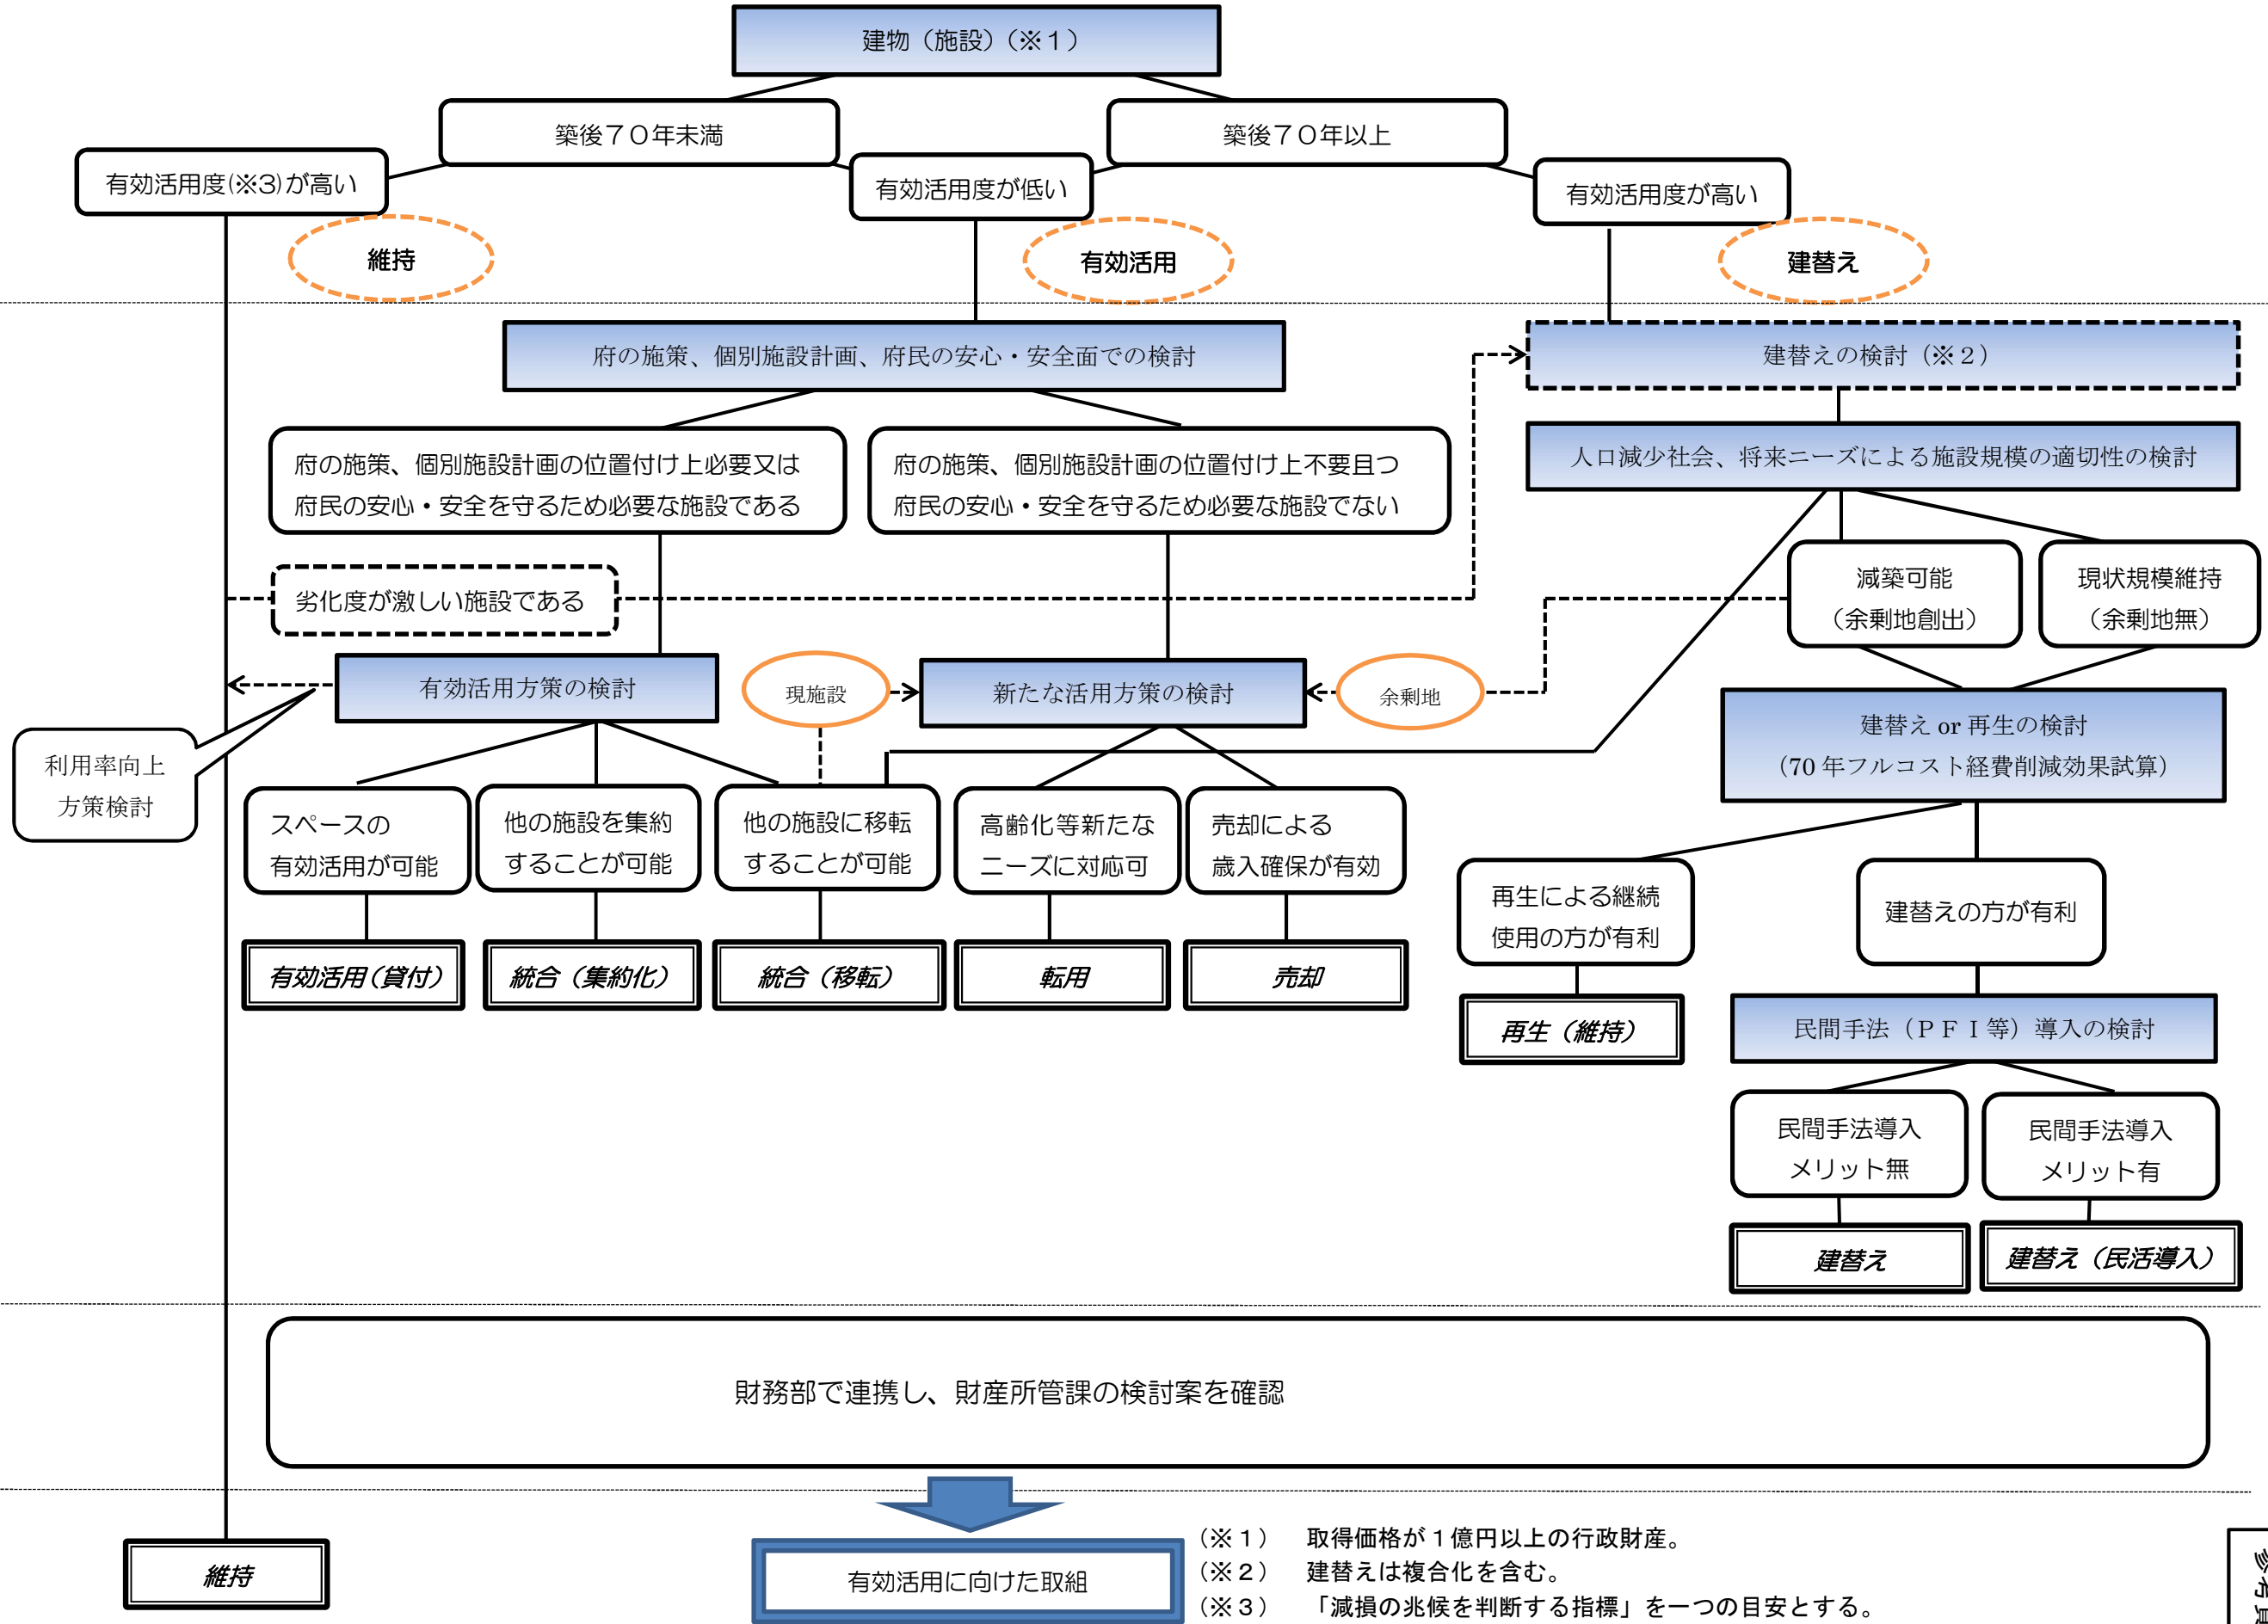 建物（施設）（※１）
築後７０年未満
築後７０年以上
有効活用度(※3)が高い
有効活用度が低い
有効活用度が高い
維持
有効活用
建替え
府の施策、個別施設計画、府民の安心・安全面での検討
建替えの検討（※２）
府の施策、個別施設計画の位置付け上必要又は
府民の安心・安全を守るため必要な施設である
府の施策、個別施設計画の位置付け上不要且つ
府民の安心・安全を守るため必要な施設でない
人口減少社会、将来ニーズによる施設規模の適切性の検討
劣化度が激しい施設である
減築可能
（余剰地創出）
現状規模維持
（余剰地無）
有効活用方策の検討
現施設
新たな活用方策の検討
余剰地
建替え or 再生の検討
（70 年フルコスト経費削減効果試算）
利用率向上
方策検討
スペースの
有効活用が可能
他の施設を集約
することが可能
他の施設に移転
することが可能
高齢化等新たな
ニーズに対応可
売却による
歳入確保が有効
再生による継続
使用の方が有利
建替えの方が有利
有効活用（貸付）
統合（集約化）
統合（移転）
転用
売却
再生（維持）
民間手法（ＰＦＩ等）導入の検討
民間手法導入
メリット無
民間手法導入
メリット有
建替え
建替え（民活導入）
財務部で連携し、財産所管課の検討案を確認
維持
有効活用に向けた取組
（※１） 取得価格が１億円以上の行政財産。
（※２） 建替えは複合化を含む。
（※３） 「減損の兆候を判断する指標」を一つの目安とする。
参考